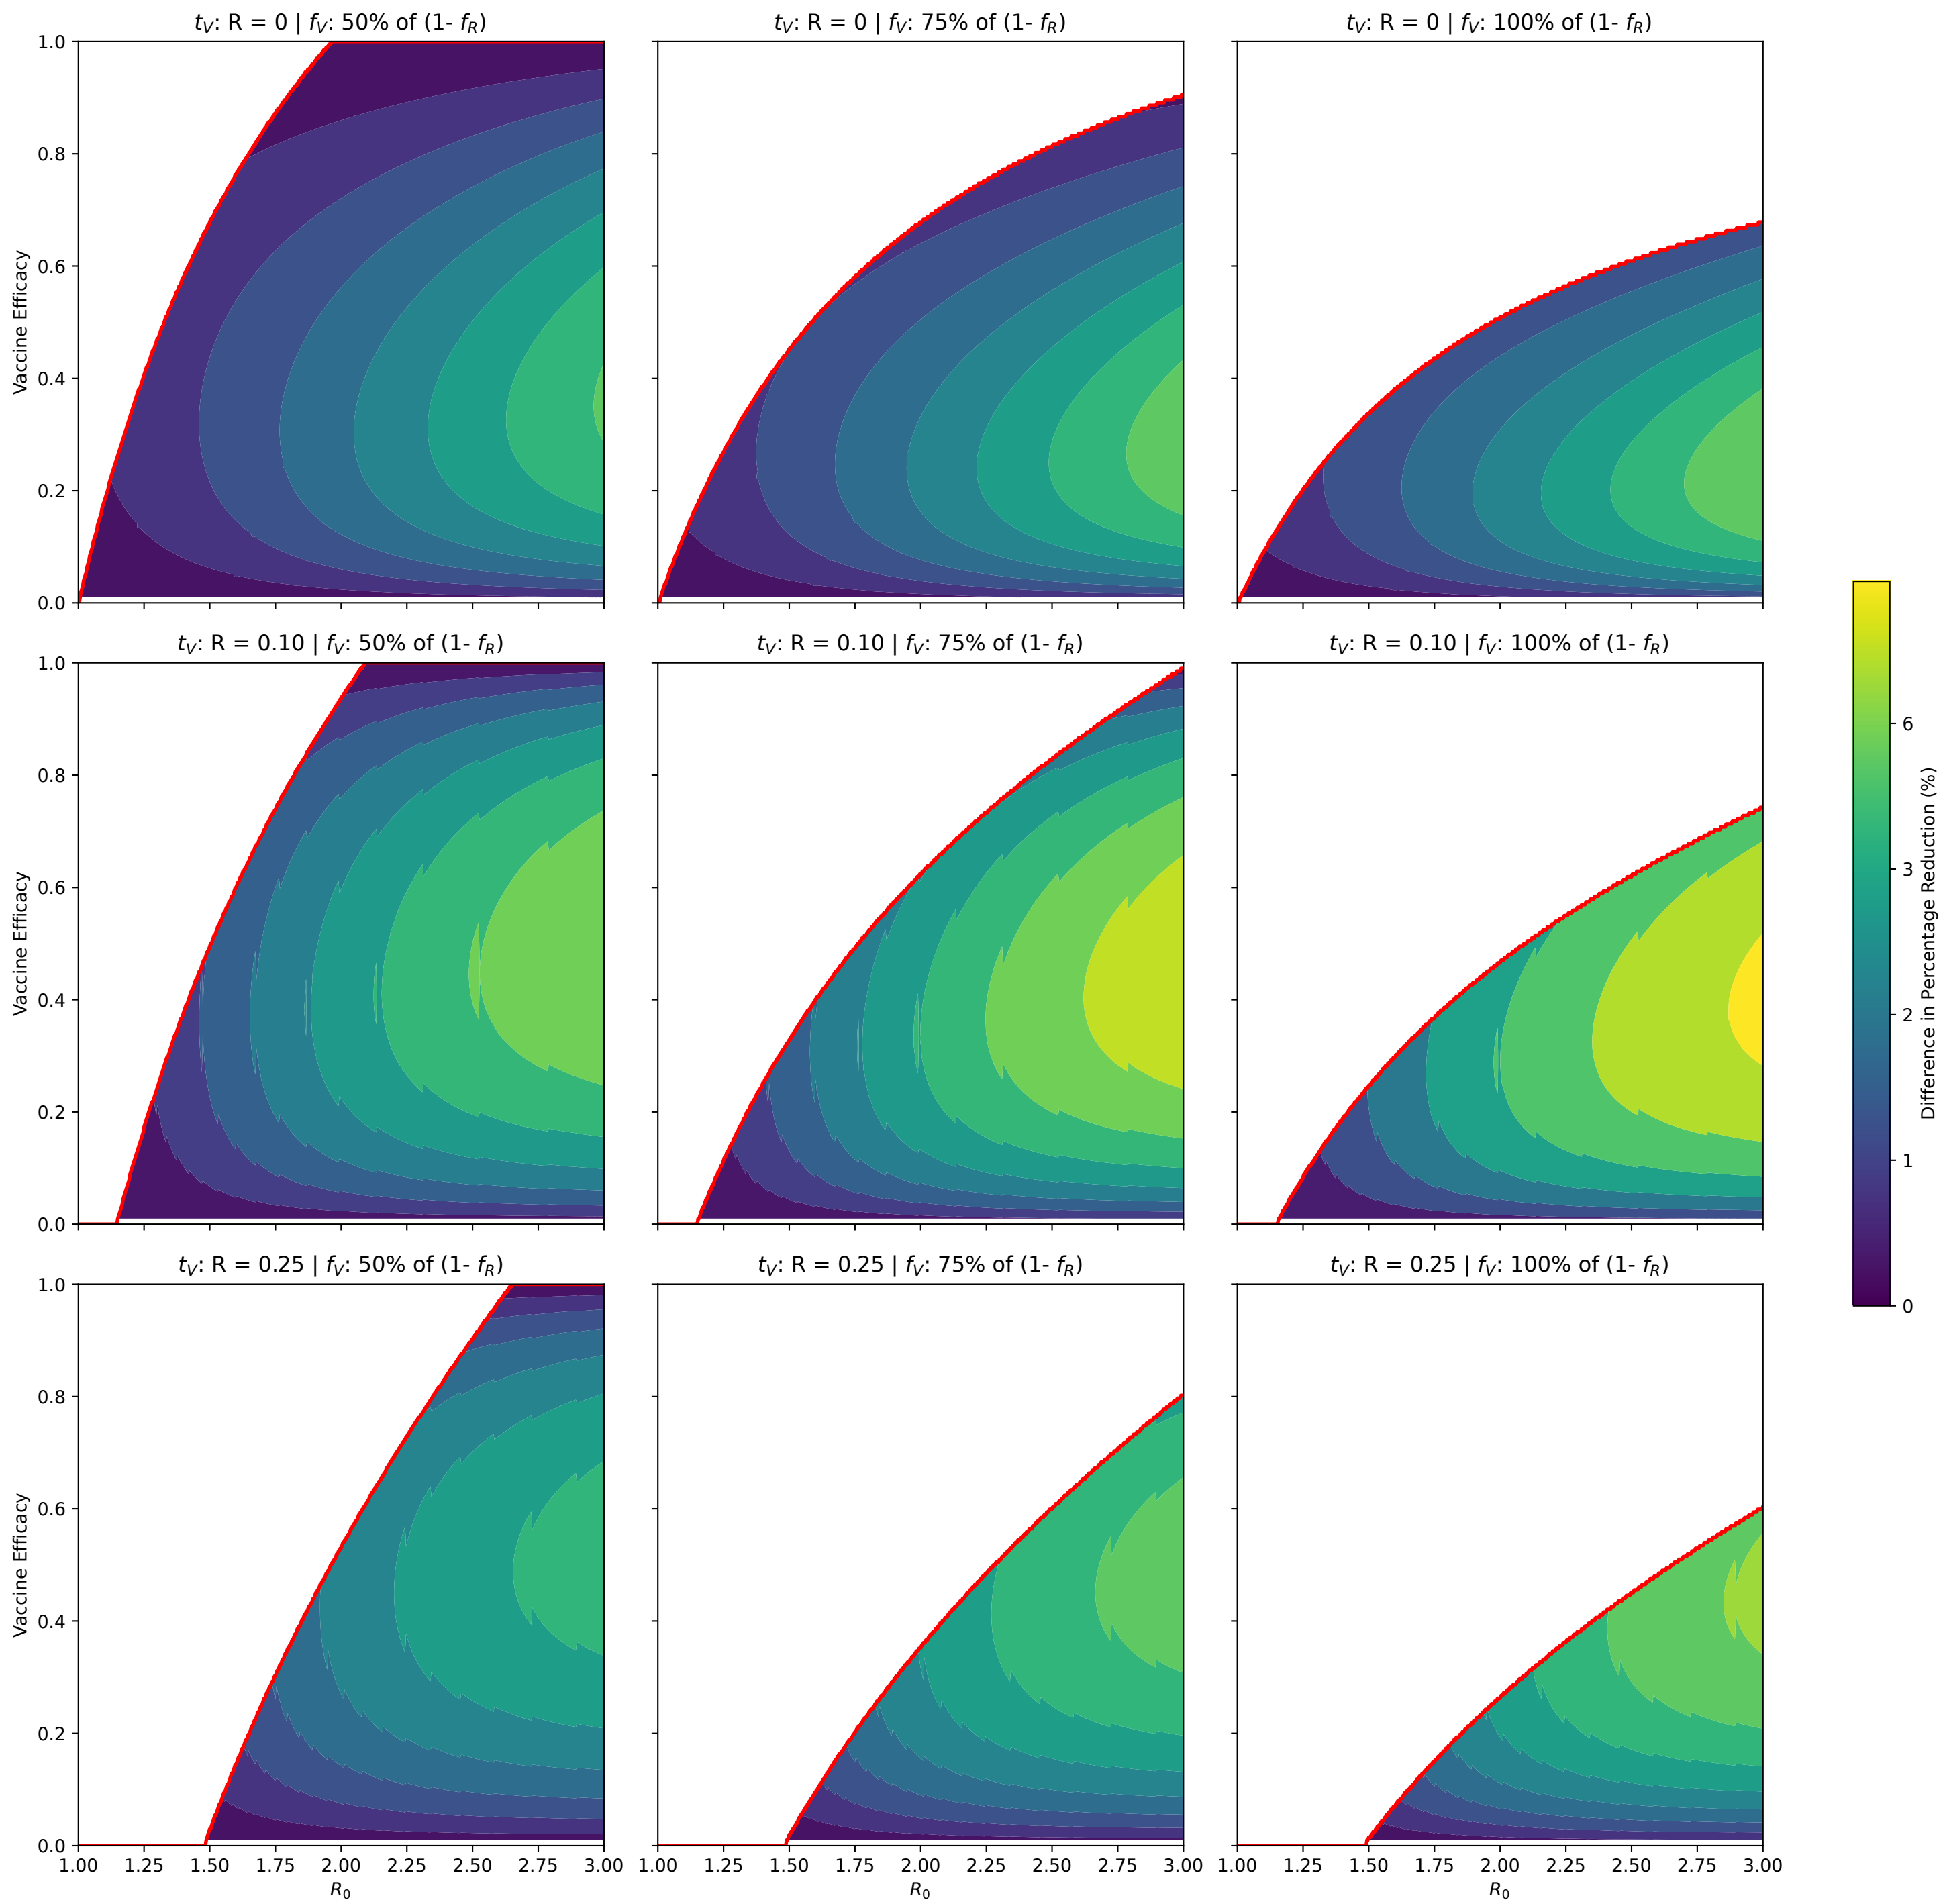 t_V: R = 0 | f_V: 50% of (1- f_R)
t_V: R = 0 | f_V: 75% of (1- f_R)
t_V: R = 0 | f_V: 100% of (1- f_R)
1.0
0.8
0.6
0.4
0.2
0.0
Vaccine Efficacy
t_V: R = 0.10 | f_V: 50% of (1- f_R)
t_V: R = 0.10 | f_V: 75% of (1- f_R)
t_V: R = 0.10 | f_V: 100% of (1- f_R)
1.0
0.8
0.6
0.4
0.2
0.0
Vaccine Efficacy
t_V: R = 0.25 | f_V: 50% of (1- f_R)
t_V: R = 0.25 | f_V: 75% of (1- f_R)
t_V: R = 0.25 | f_V: 100% of (1- f_R)
1.0
0.8
0.6
0.4
0.2
0.0
Vaccine Efficacy
1.00 1.25 1.50 1.75 2.00 2.25 2.50 2.75 3.00
R_0
1.00 1.25 1.50 1.75 2.00 2.25 2.50 2.75 3.00
R_0
1.00 1.25 1.50 1.75 2.00 2.25 2.50 2.75 3.00
R_0
6
3
2
1
0
Difference in Percentage Reduction (%)